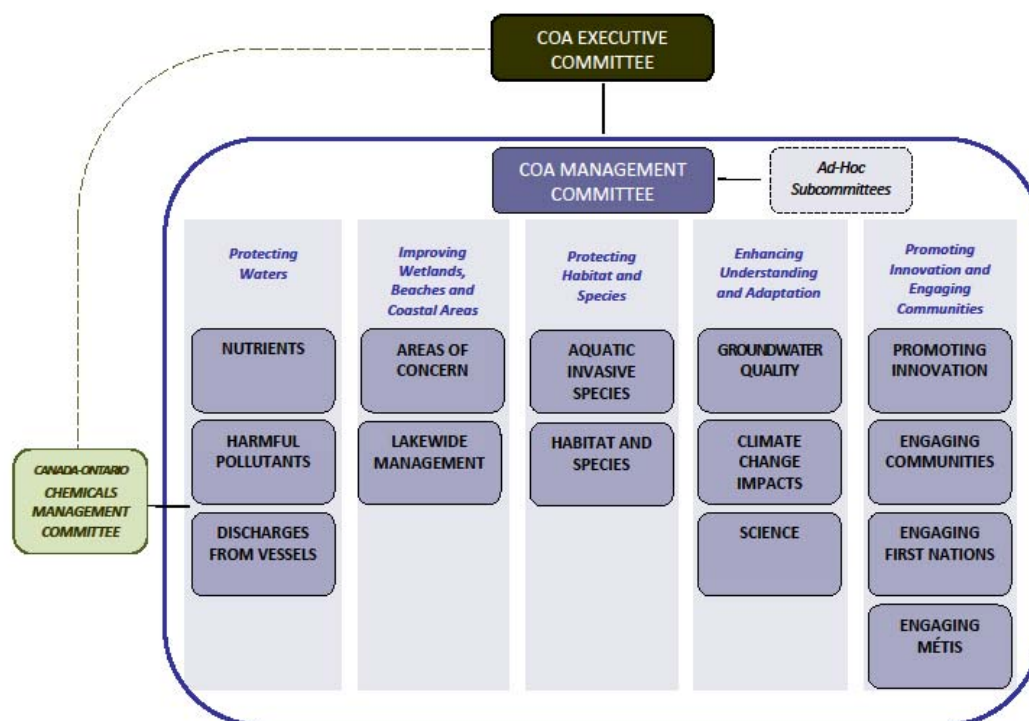 COA EXECUTIVE
COMMITTEE
COA MANAGEMENT
COMMITTEE
Ad-Hoc
Subcommittees
Protecting
Waters
Improving
Wetlands,
Beaches and
Coastal Areas
Protecting
Habitat and
Species
Enhancing
Understanding
and Adaptation
Promoting
Innovation and
Engaging
Communities
NUTRIENTS
HARMFUL
POLLUTANTS
DISCHARGES
FROM VESSELS
AREAS OF
CONCERN
LAKEWIDE
MANAGEMENT
AQUATIC
INVASIVE
SPECIES
HABITAT AND
SPECIES
GROUNDWATER
QUALITY
CLIMATE
CHANGE
IMPACTS
SCIENCE
PROMOTING
INNOVATION
ENGAGING
COMMUNITIES
ENGAGING
FIRST NATIONS
ENGAGING
MÉTIS
CANADA-ONTARIO
CHEMICALS
MANAGEMENT
COMMITTEE